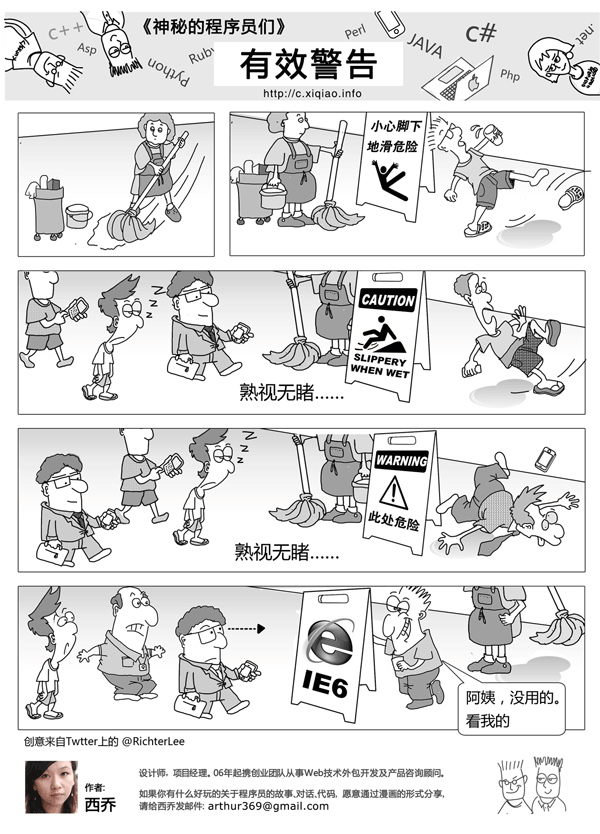 《神秘的程序员们》
C++
Asp
Python
Ruby
Perl
JAVA
c#
Php
.net
有效警告
http://c.xiqiao.info
小心脚下
地滑危险
CAUTION
SLIPPERY
WHEN WET
熟视无睹……
WARNING
此处危险
熟视无睹……
IE6
阿姨，没用的。
看我的
创意来自Twtter上的 @RichterLee
作者:
西乔
设计师，项目经理。06年起携创业团队从事Web技术外包开发及产品咨询顾问。
如果你有什么好玩的关于程序员的故事、对话、代码，愿意通过漫画的形式分享，
请给西乔发邮件: arthur369@gmail.com